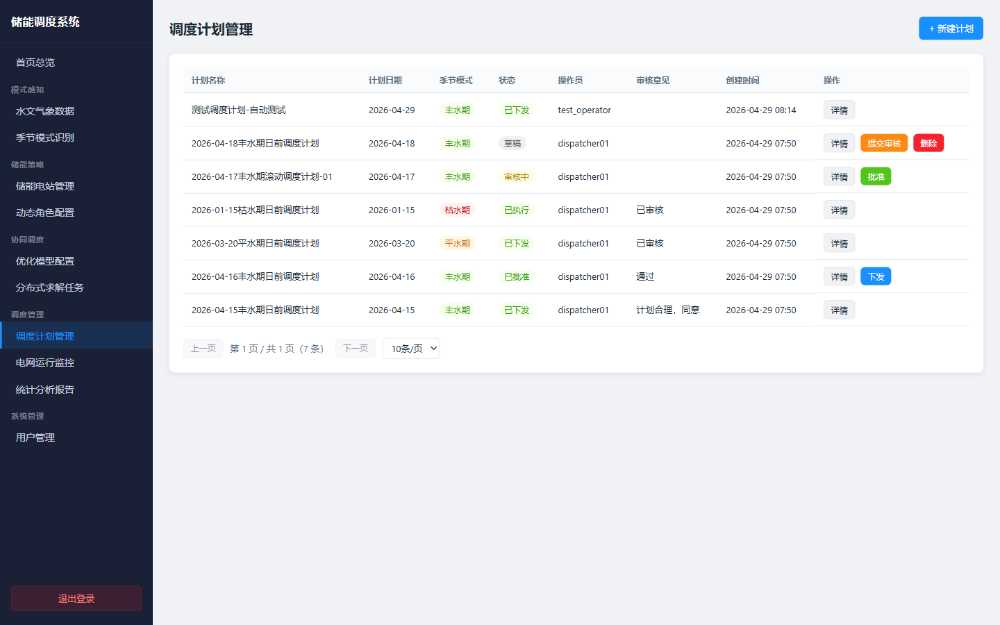 储能调度系统
首页总览
模式感知
水文气象数据
季节模式识别
储能策略
储能电站管理
动态角色配置
协同调度
优化模型配置
分布式求解任务
调度管理
调度计划管理
电网运行监控
统计分析报告
系统管理
用户管理
退出登录
调度计划管理
+ 新建计划
计划名称 计划日期 季节模式 状态 操作员 审核意见 创建时间 操作
测试调度计划-自动测试 2026-04-29 丰水期 已下发 test_operator 2026-04-29 08:14 详情
2026-04-18丰水期日前调度计划 2026-04-18 丰水期 草稿 dispatcher01 2026-04-29 07:50 详情 提交审核 删除
2026-04-17丰水期滚动调度计划-01 2026-04-17 丰水期 审核中 dispatcher01 2026-04-29 07:50 详情 批准
2026-01-15枯水期日前调度计划 2026-01-15 枯水期 已执行 dispatcher01 已审核 2026-04-29 07:50 详情
2026-03-20平水期日前调度计划 2026-03-20 平水期 已下发 dispatcher01 已审核 2026-04-29 07:50 详情
2026-04-16丰水期日前调度计划 2026-04-16 丰水期 已批准 dispatcher01 通过 2026-04-29 07:50 详情 下发
2026-04-15丰水期日前调度计划 2026-04-15 丰水期 已下发 dispatcher01 计划合理，同意 2026-04-29 07:50 详情
上一页 第 1 页 / 共 1 页（7 条） 下一页 10条/页